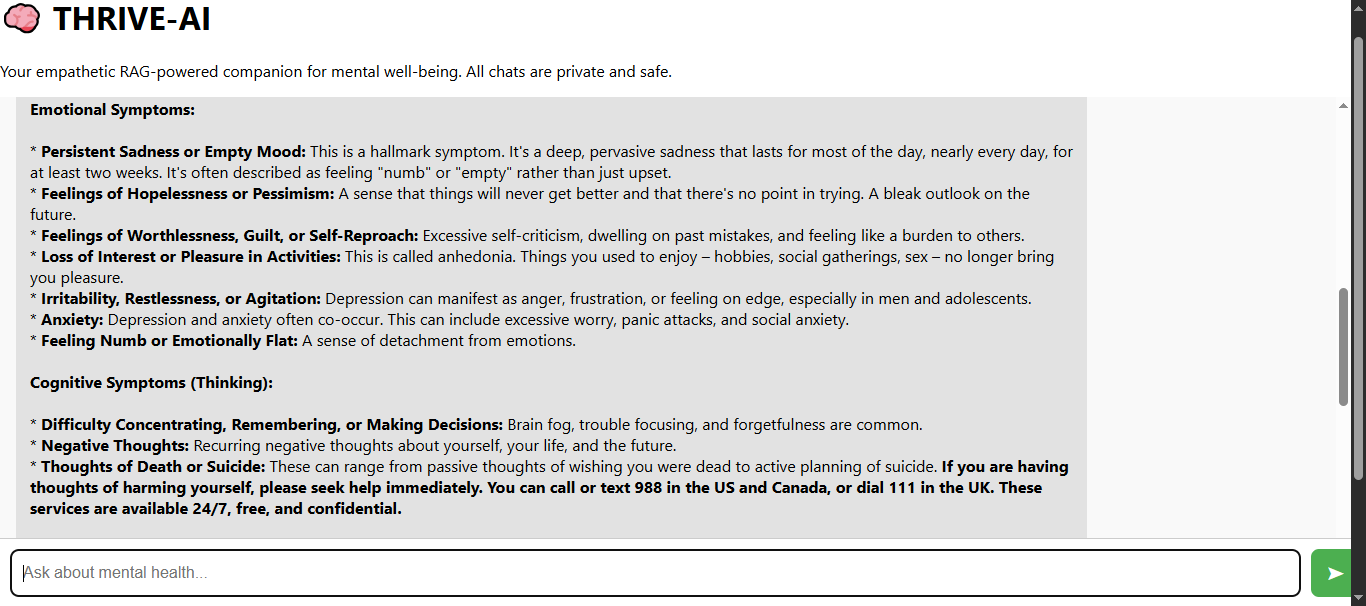 THRIVE-AI
Your empathetic RAG-powered companion for mental well-being. All chats are private and safe.
Emotional Symptoms:
* Persistent Sadness or Empty Mood: This is a hallmark symptom. It's a deep, pervasive sadness that lasts for most of the day, nearly every day, for
at least two weeks. It's often described as feeling "numb" or "empty" rather than just upset.
* Feelings of Hopelessness or Pessimism: A sense that things will never get better and that there's no point in trying. A bleak outlook on the
future.
* Feelings of Worthlessness, Guilt, or Self-Reproach: Excessive self-criticism, dwelling on past mistakes, and feeling like a burden to others.
* Loss of Interest or Pleasure in Activities: This is called anhedonia. Things you used to enjoy – hobbies, social gatherings, sex – no longer bring
you pleasure.
* Irritability, Restlessness, or Agitation: Depression can manifest as anger, frustration, or feeling on edge, especially in men and adolescents.
* Anxiety: Depression and anxiety often co-occur. This can include excessive worry, panic attacks, and social anxiety.
* Feeling Numb or Emotionally Flat: A sense of detachment from emotions.
Cognitive Symptoms (Thinking):
* Difficulty Concentrating, Remembering, or Making Decisions: Brain fog, trouble focusing, and forgetfulness are common.
* Negative Thoughts: Recurring negative thoughts about yourself, your life, and the future.
* Thoughts of Death or Suicide: These can range from passive thoughts of wishing you were dead to active planning of suicide. If you are having
thoughts of harming yourself, please seek help immediately. You can call or text 988 in the US and Canada, or dial 111 in the UK. These
services are available 24/7, free, and confidential.
Ask about mental health...